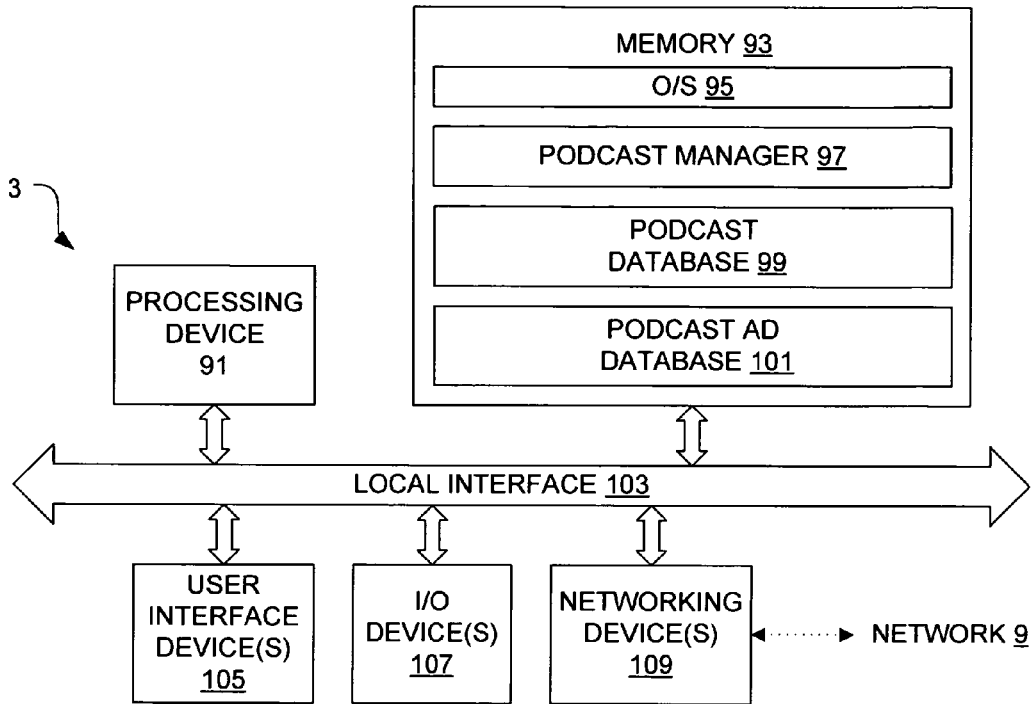 MEMORY 93
O/S 95
PODCAST MANAGER 97
PODCAST
DATABASE 99
PODCAST AD
DATABASE 101
3
PROCESSING
DEVICE
91
LOCAL INTERFACE 103
USER
INTERFACE
DEVICE(S)
105
I/O
DEVICE(S)
107
NETWORKING
DEVICE(S)
109
NETWORK 9